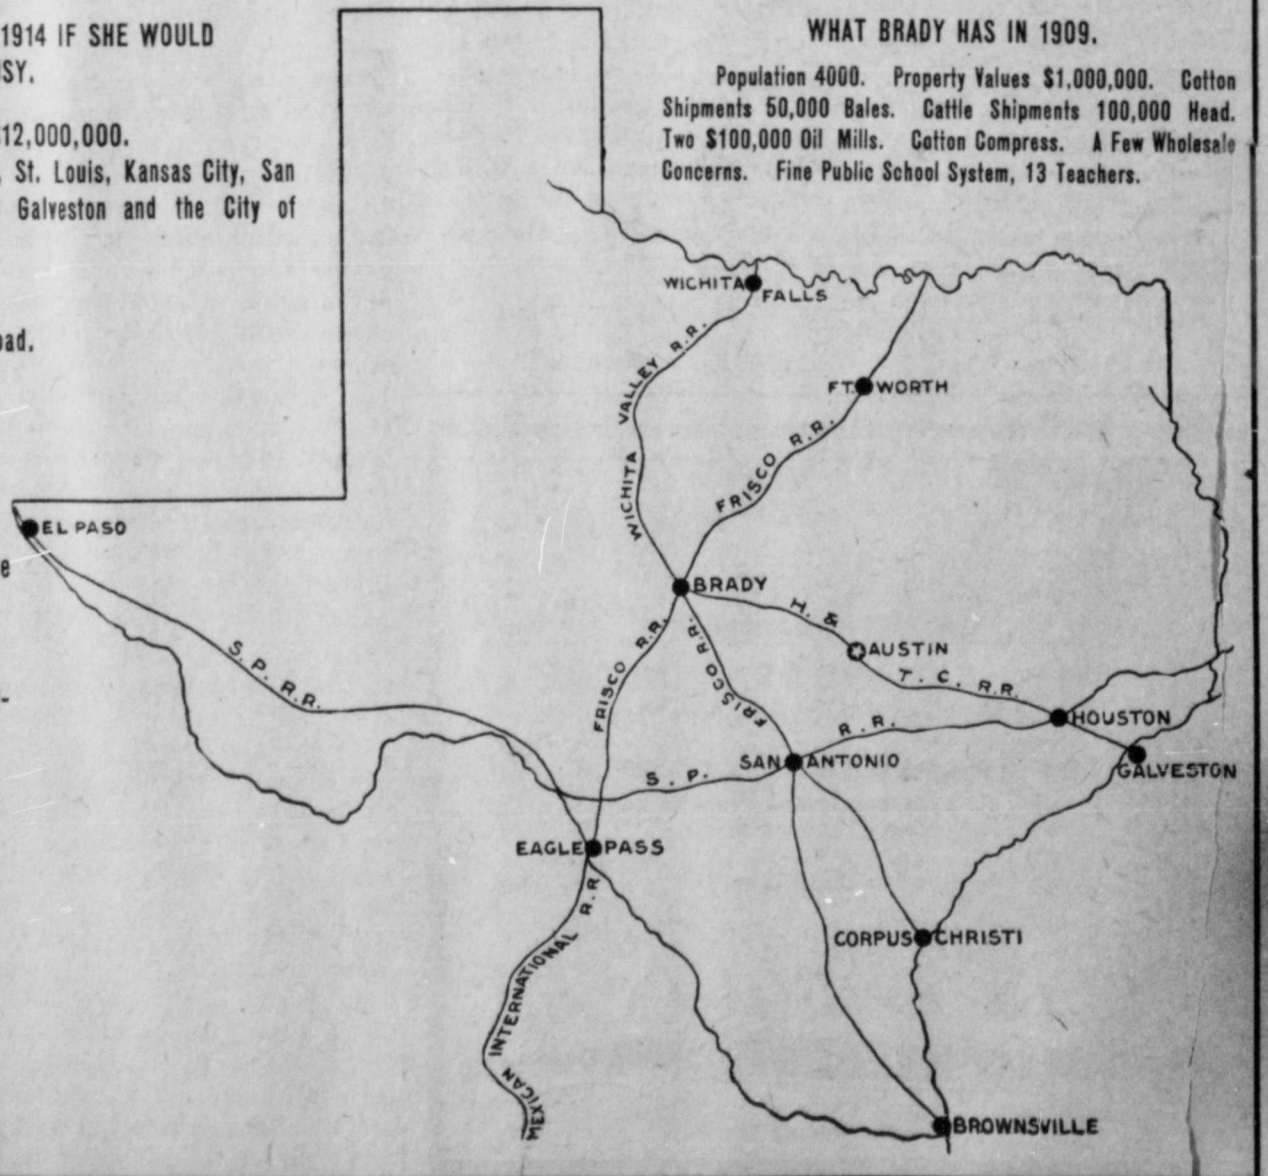 1914 IF SHE WOULD
USY.
$12,000,000.
, St. Louis, Kansas City, San
Galveston and the City of
oad.
e
WHAT BRADY HAS IN 1909.
Population 4000. Property Values $1,000,000. Cotton
Shipments 50,000 Bales. Cattle Shipments 100,000 Head.
Two $100,000 Oil Mills. Cotton Compress. A Few Wholesale
Concerns. Fine Public School System, 13 Teachers.
WICHITA FALLS
WICHITA VALLEY R.R.
FT. WORTH
FRISCO R.R.
EL PASO
BRADY
H. & T. C. R.R.
AUSTIN
S. P. R.R.
FRISCO R.R.
FRISCO R.R.
HOUSTON
S. P. R.R.
SAN ANTONIO
GALVESTON
EAGLE PASS
MEXICAN INTERNATIONAL R.R.
CORPUS CHRISTI
BROWNSVILLE